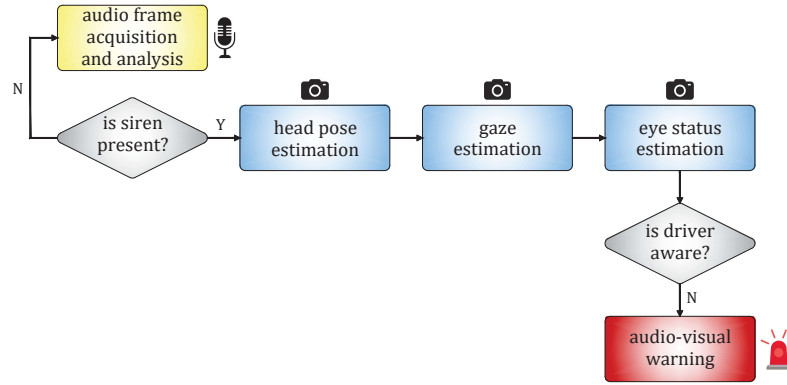 audio frame
acquisition
and analysis
N
is siren
present?
Y
head pose
estimation
gaze
estimation
eye status
estimation
is driver
aware?
N
audio-visual
warning